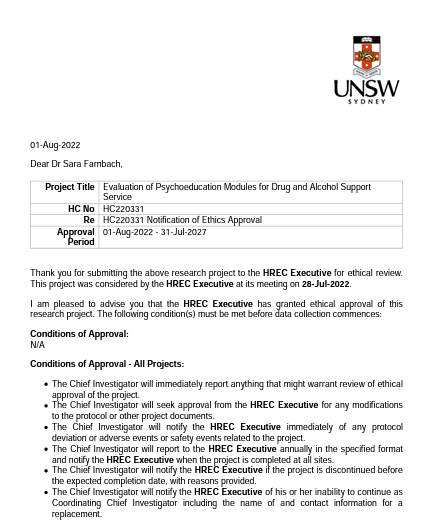 UNSW
SYDNEY
01-Aug-2022
Dear Dr Sara Farnbach,
Project Title Evaluation of Psychoeducation Modules for Drug and Alcohol Support
Service
HC No HC220331
Re HC220331 Notification of Ethics Approval
Approval 01-Aug-2022 - 31-Jul-2027
Period
Thank you for submitting the above research project to the HREC Executive for ethical review.
This project was considered by the HREC Executive at its meeting on 28-Jul-2022.
I am pleased to advise you that the HREC Executive has granted ethical approval of this
research project. The following condition(s) must be met before data collection commences:
Conditions of Approval:
N/A
Conditions of Approval - All Projects:
• The Chief Investigator will immediately report anything that might warrant review of ethical
approval of the project.
• The Chief Investigator will seek approval from the HREC Executive for any modifications
to the protocol or other project documents.
• The Chief Investigator will notify the HREC Executive immediately of any protocol
deviation or adverse events or safety events related to the project.
• The Chief Investigator will report to the HREC Executive annually in the specified format
and notify the HREC Executive when the project is completed at all sites.
• The Chief Investigator will notify the HREC Executive if the project is discontinued before
the expected completion date, with reasons provided.
• The Chief Investigator will notify the HREC Executive of his or her inability to continue as
Coordinating Chief Investigator including the name of and contact information for a
replacement.